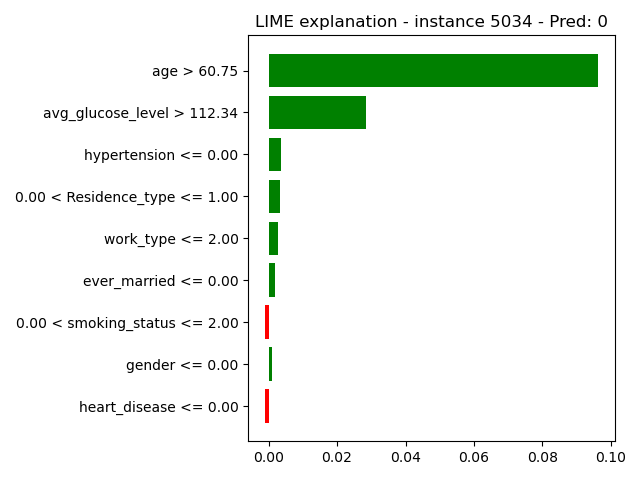 LIME explanation - instance 5034 - Pred: 0
age > 60.75
avg_glucose_level > 112.34
hypertension <= 0.00
0.00 < Residence_type <= 1.00
work_type <= 2.00
ever_married <= 0.00
0.00 < smoking_status <= 2.00
gender <= 0.00
heart_disease <= 0.00
0.00 0.02 0.04 0.06 0.08 0.10